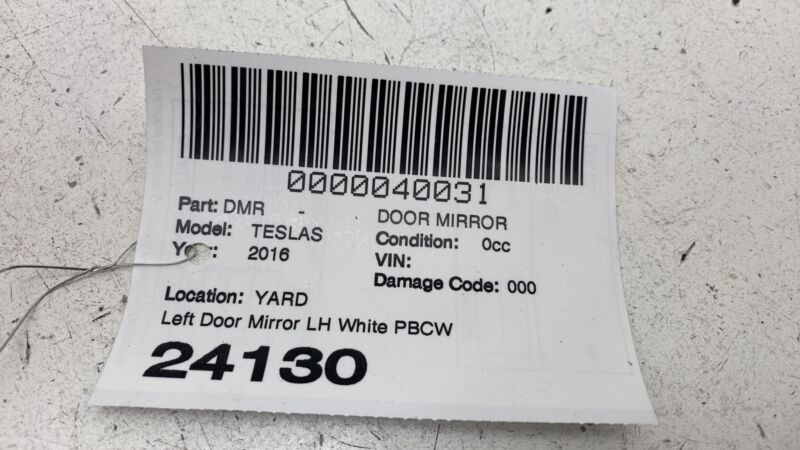 0000040031
Part: DMR - DOOR MIRROR
Model: TESLAS Condition: 0cc
2016 VIN:
Damage Code: 000
Location: YARD
Left Door Mirror LH White PBCW
24130